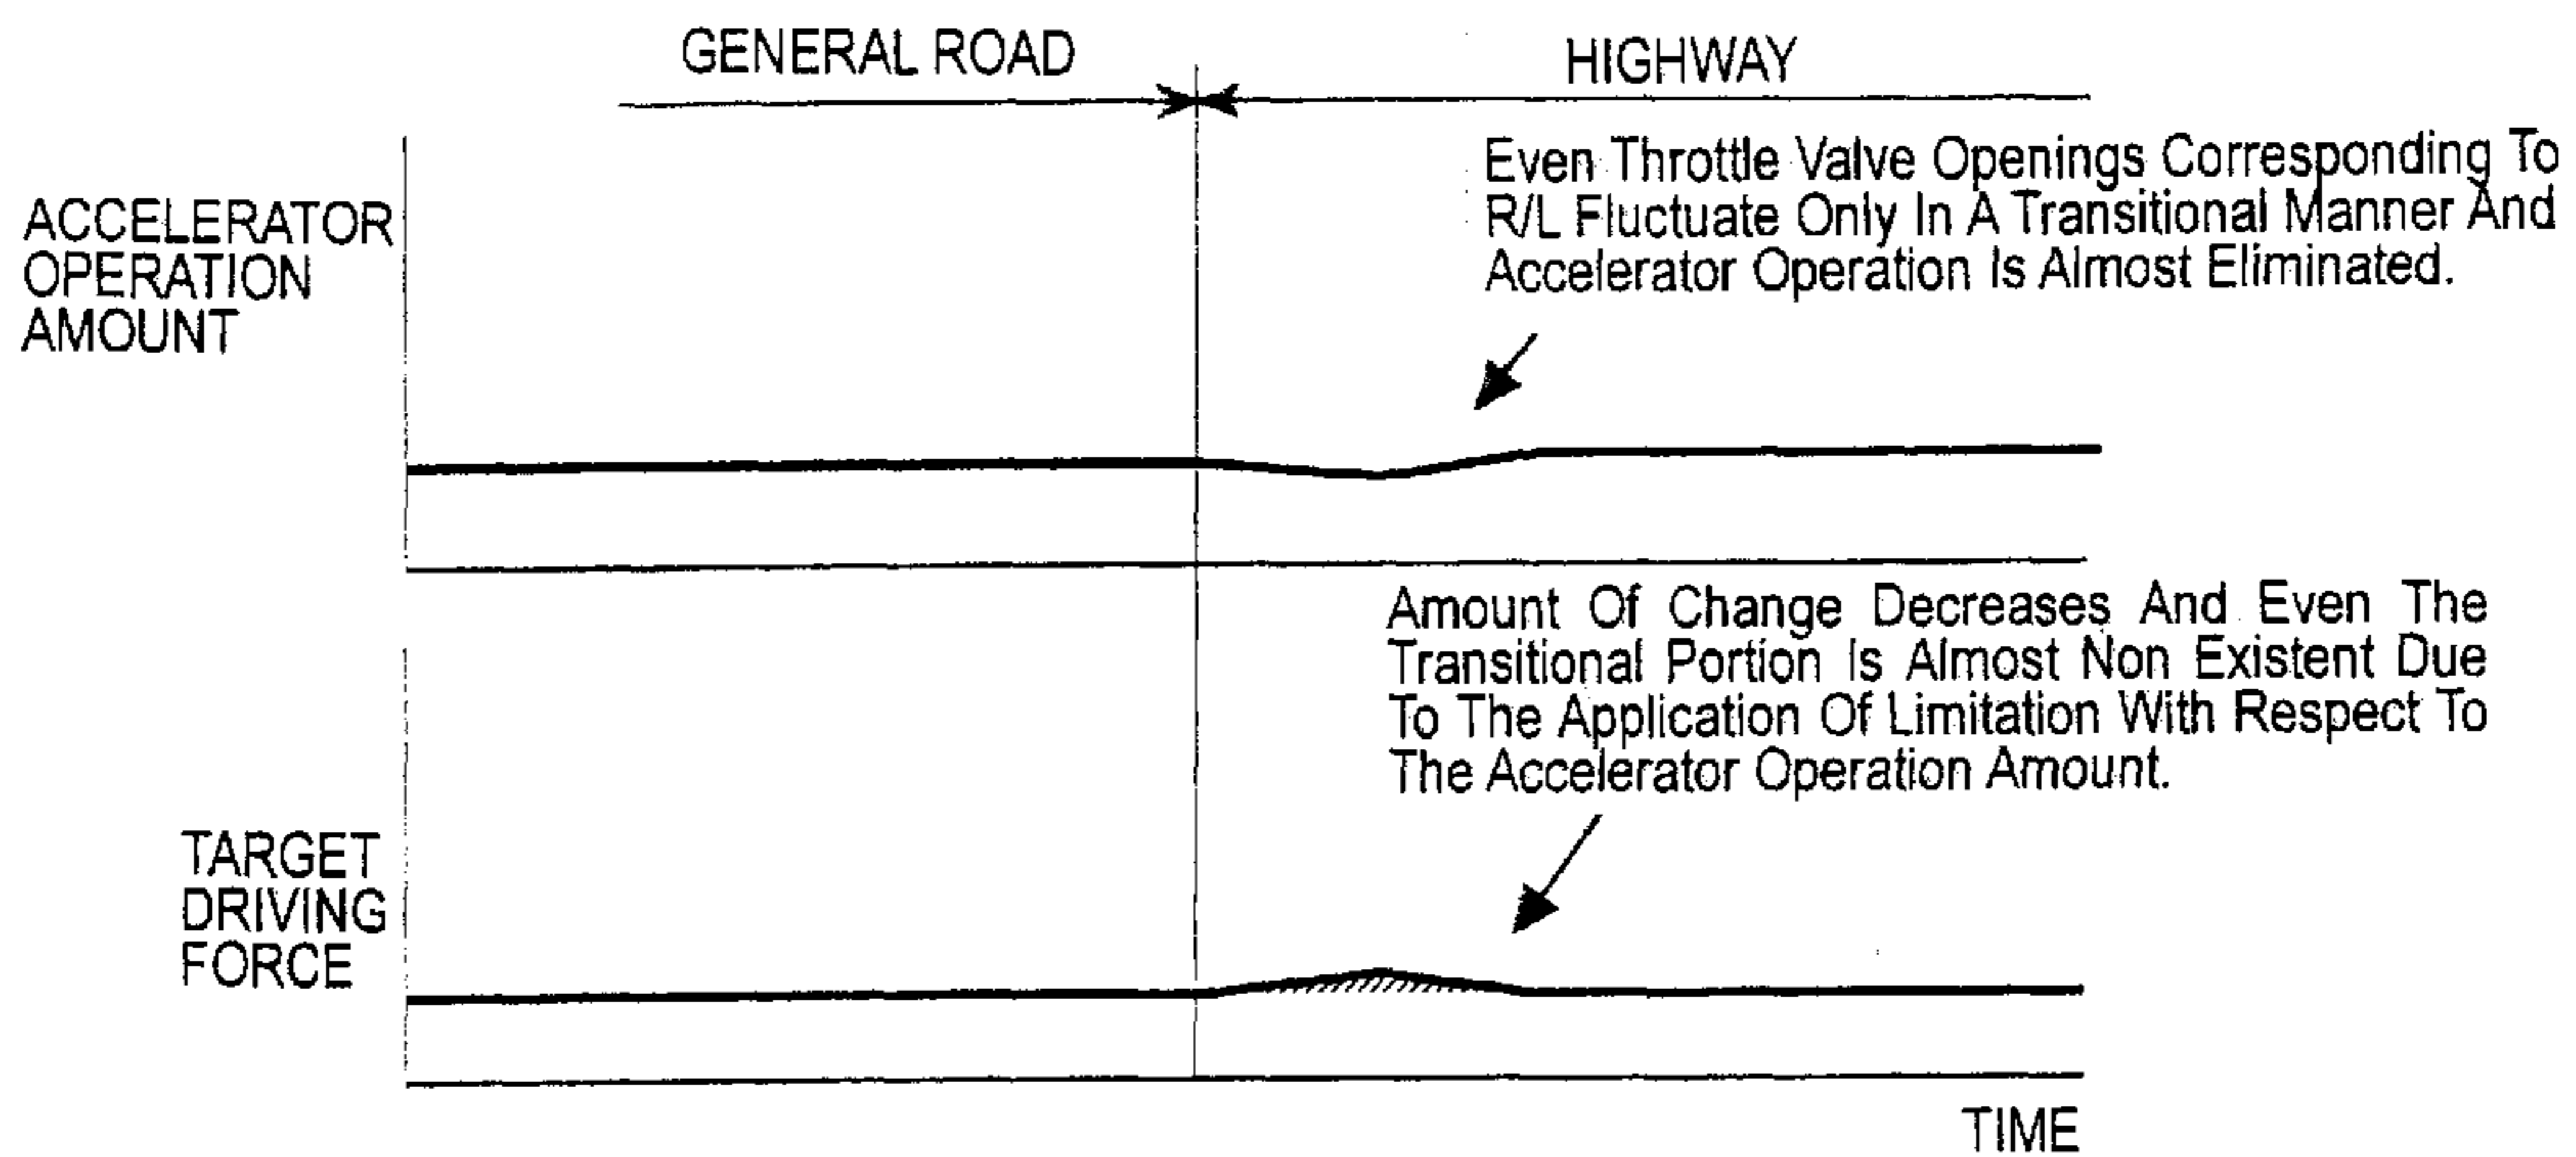 GENERAL ROAD
HIGHWAY
Even Throttle Valve Openings Corresponding To
R/L Fluctuate Only In A Transitional Manner And
Accelerator Operation Is Almost Eliminated.
ACCELERATOR
OPERATION
AMOUNT
Amount Of Change Decreases And Even The
Transitional Portion Is Almost Non Existent Due
To The Application Of Limitation With Respect To
The Accelerator Operation Amount.
TARGET
DRIVING
FORCE
TIME